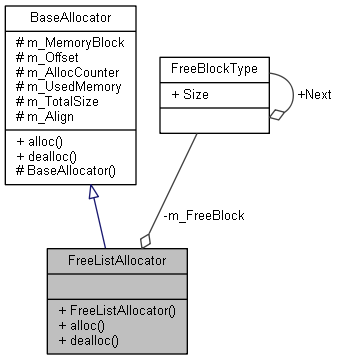 BaseAllocator
# m_MemoryBlock
# m_Offset
# m_AllocCounter
# m_UsedMemory
# m_TotalSize
# m_Align
+ alloc()
+ dealloc()
# BaseAllocator()
FreeBlockType
+ Size
+Next
-m_FreeBlock
FreeListAllocator
+ FreeListAllocator()
+ alloc()
+ dealloc()